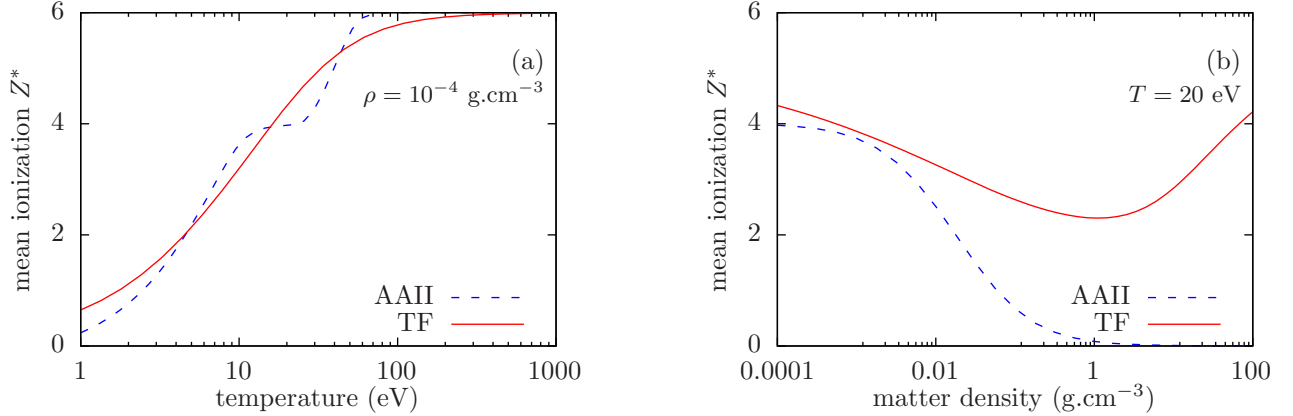 mean ionization Z*
6
4
2
0
(a)
ρ = 10⁻⁴ g.cm⁻³
AAII
TF
1 10 100 1000
temperature (eV)
mean ionization Z*
6
4
2
0
(b)
T = 20 eV
AAII
TF
0.0001 0.01 1 100
matter density (g.cm⁻³)